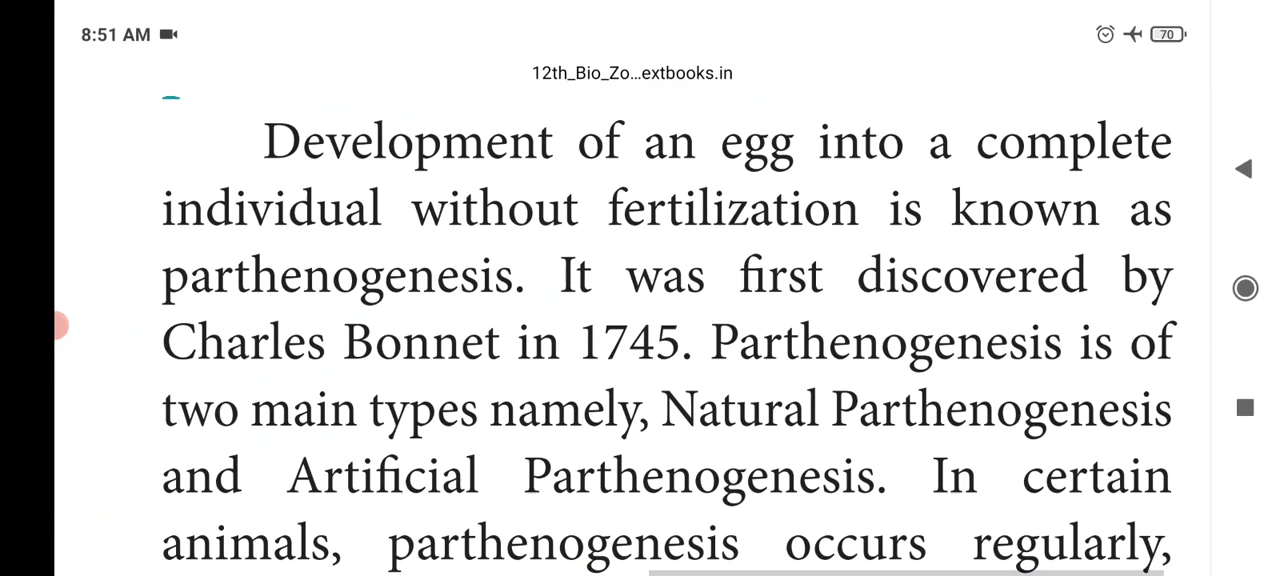 8:51 AM
70
12th_Bio_Zo...extbooks.in
Development of an egg into a complete
individual without fertilization is known as
parthenogenesis. It was first discovered by
Charles Bonnet in 1745. Parthenogenesis is of
two main types namely, Natural Parthenogenesis
and Artificial Parthenogenesis. In certain
animals, parthenogenesis occurs regularly,